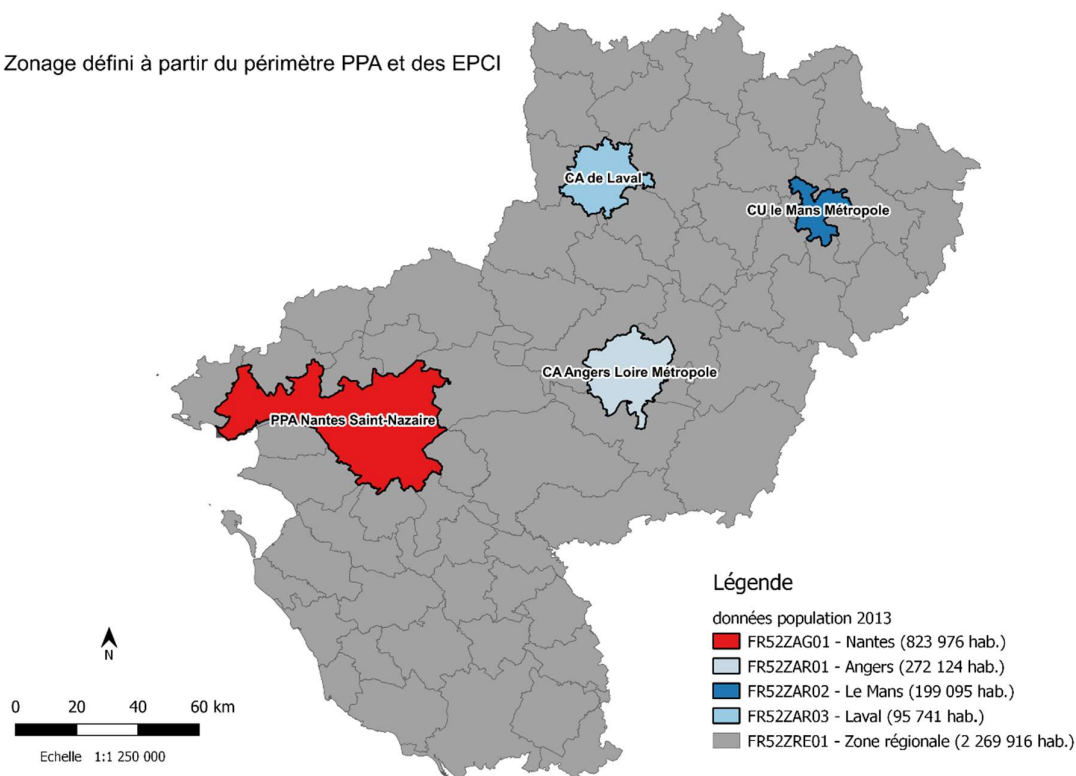 Zonage défini à partir du périmètre PPA et des EPCI
CA de Laval
CU le Mans Métropole
CA Angers Loire Métropole
PPA Nantes Saint-Nazaire
N
0 20 40 60 km
Echelle 1:1 250 000
Légende
données population 2013
FR52ZAG01 - Nantes (823 976 hab.)
FR52ZAR01 - Angers (272 124 hab.)
FR52ZAR02 - Le Mans (199 095 hab.)
FR52ZAR03 - Laval (95 741 hab.)
FR52ZRE01 - Zone régionale (2 269 916 hab.)